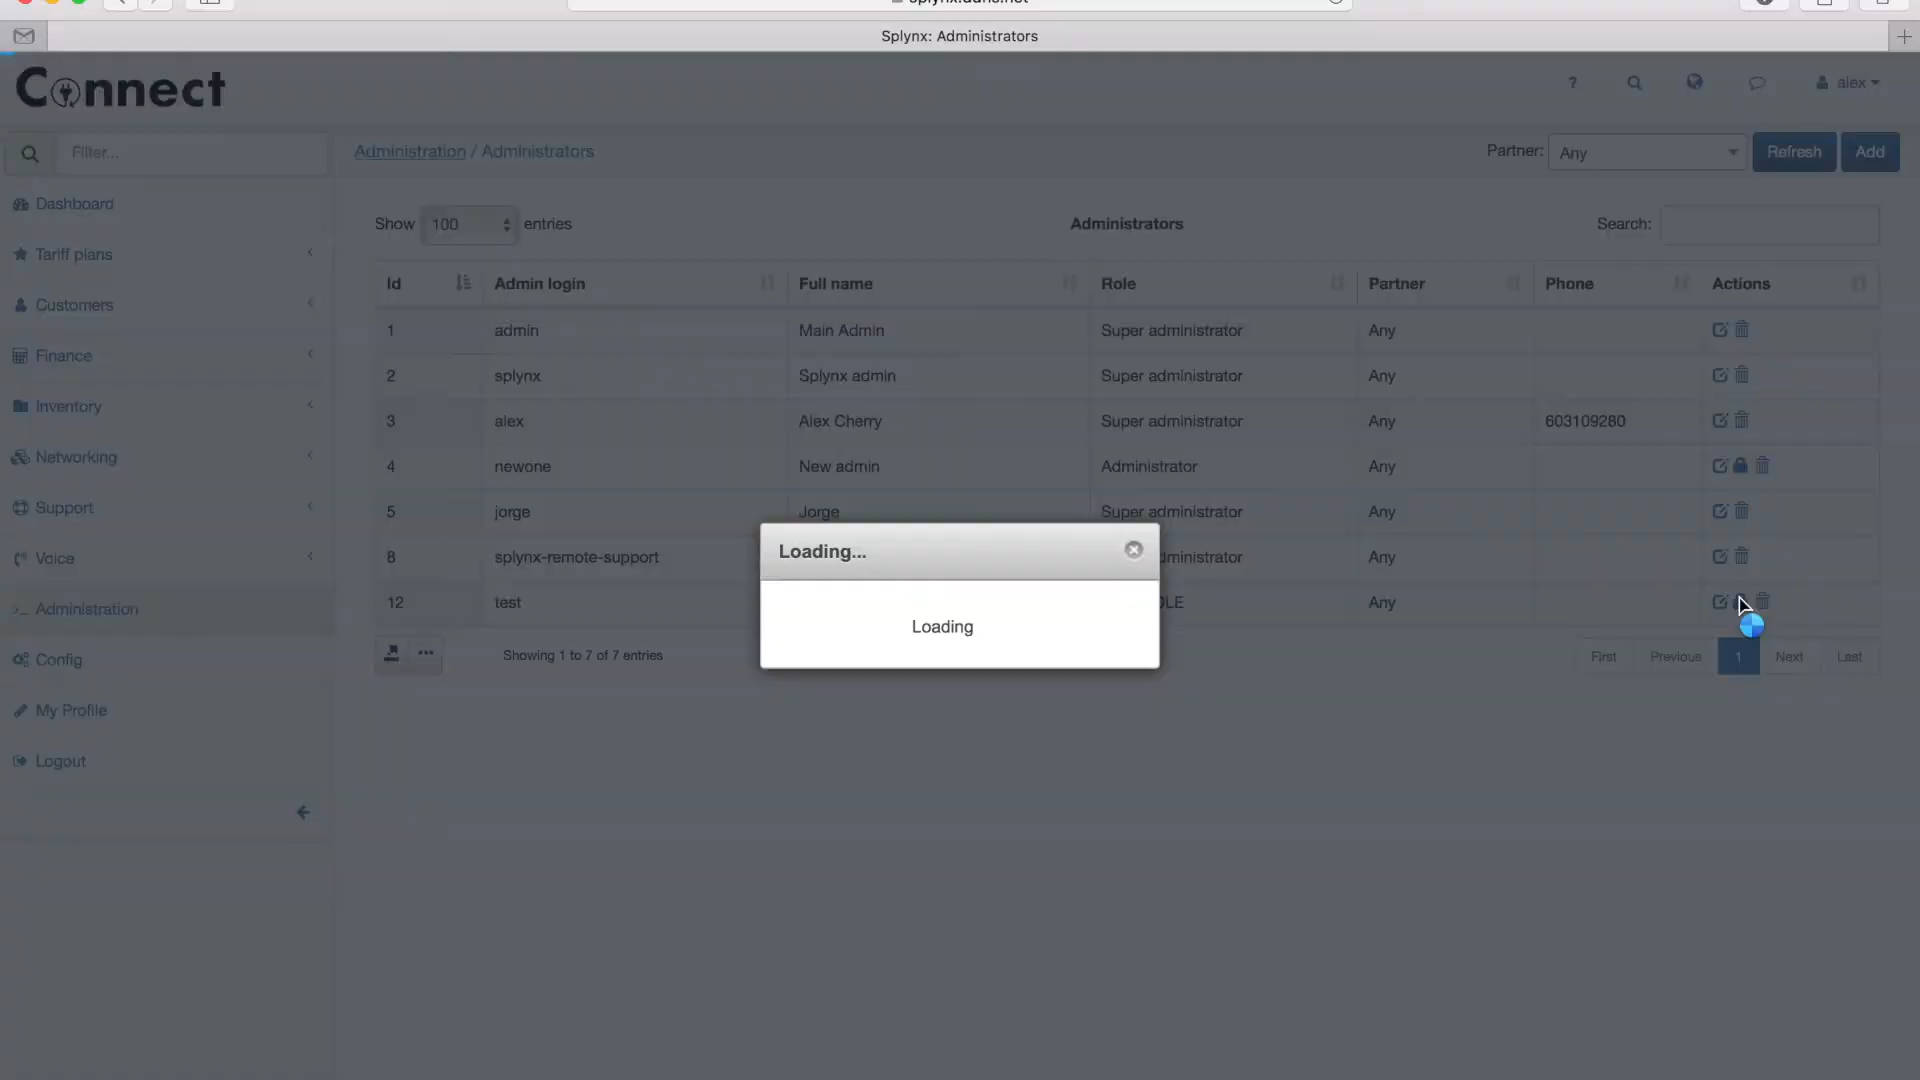 Splynx: Administrators
Connect
? alex
Filter... Administration / Administrators Partner: Any Refresh Add
Dashboard
Tariff plans
Customers
Finance
Inventory
Networking
Support
Voice
Administration
Config
My Profile
Logout
Show 100 entries Administrators Search:
Id Admin login Full name Role Partner Phone Actions
1 admin Main Admin Super administrator Any
2 splynx Splynx admin Super administrator Any
3 alex Alex Cherry Super administrator Any 603109280
4 newone New admin Administrator Any
5 jorge Jorge Super administrator Any
8 splynx-remote-support Any
12 test Any
Showing 1 to 7 of 7 entries First Previous 1 Next Last
Loading...
Loading